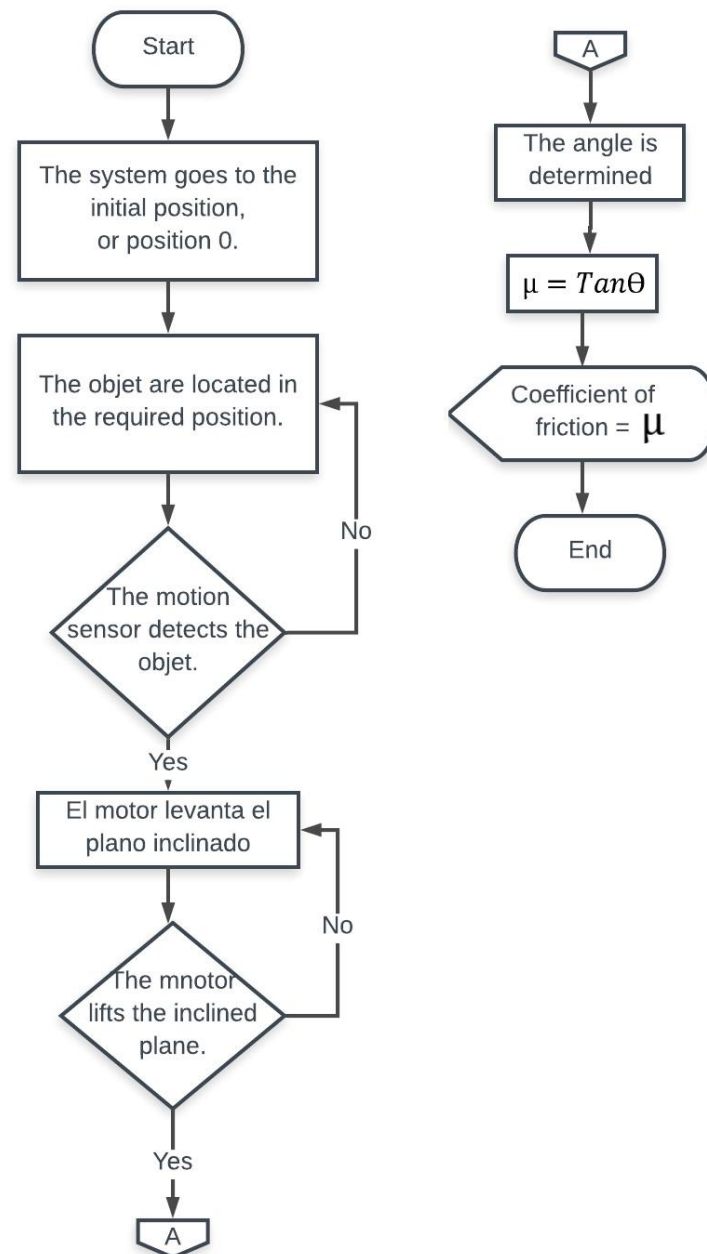 Start
The system goes to the
initial position,
or position 0.
The objet are located in
the required position.
No
The motion
sensor detects the
objet.
Yes
El motor levanta el
plano inclinado
No
The mnotor
lifts the inclined
plane.
Yes
A
A
The angle is
determined
μ = TanΘ
Coefficient of
friction = μ
End